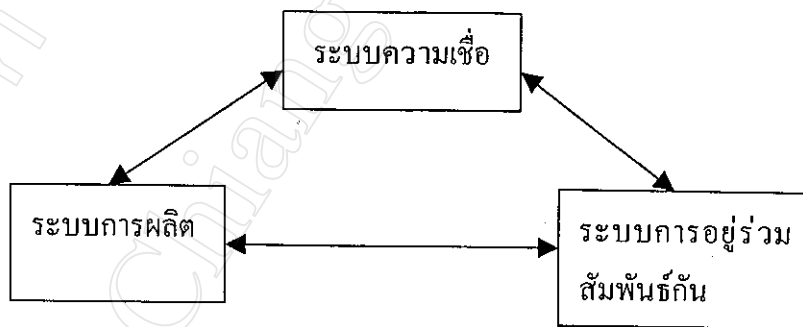 ระบบความเชื่อ
ระบบการผลิต
ระบบการอยู่ร่วม
สัมพันธ์กัน
Chiang